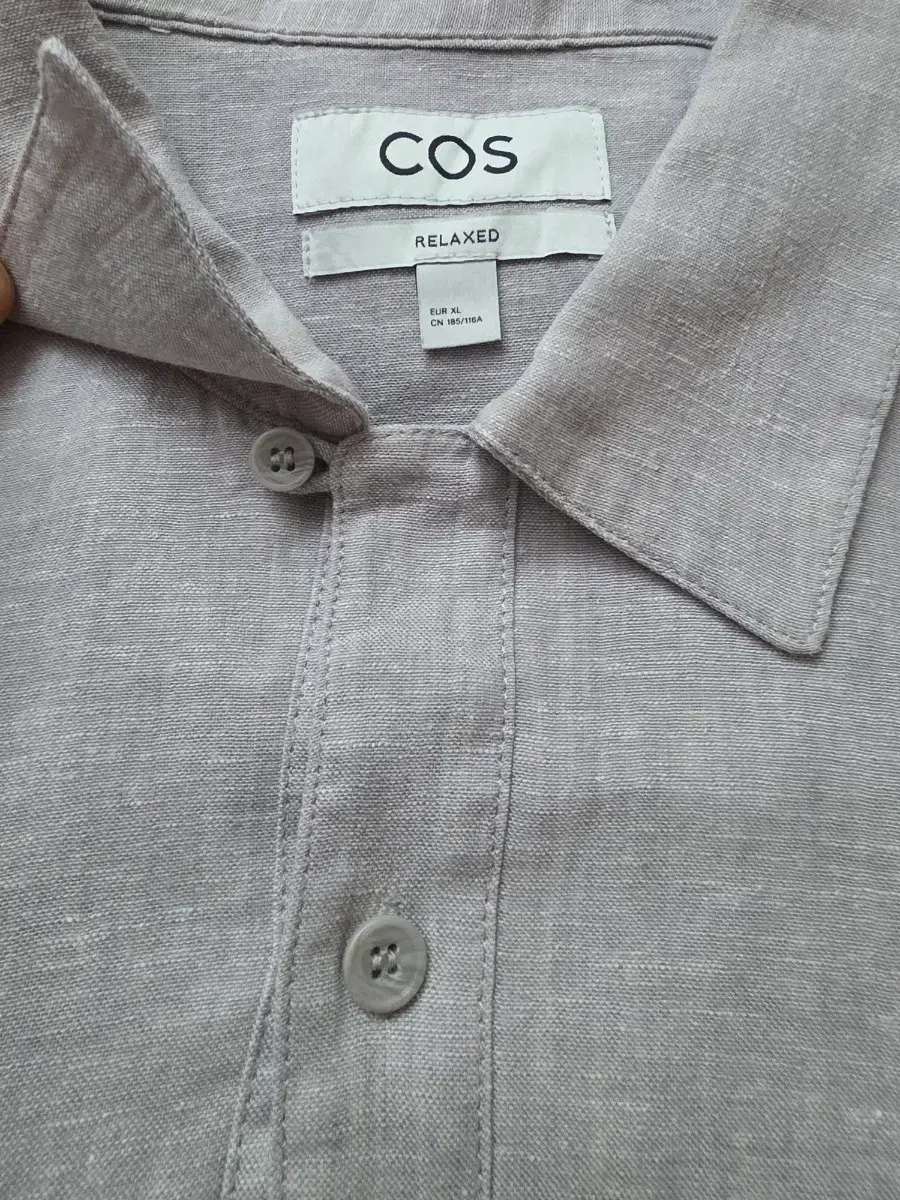 COS
RELAXED
EUR XL
CN 185/116A